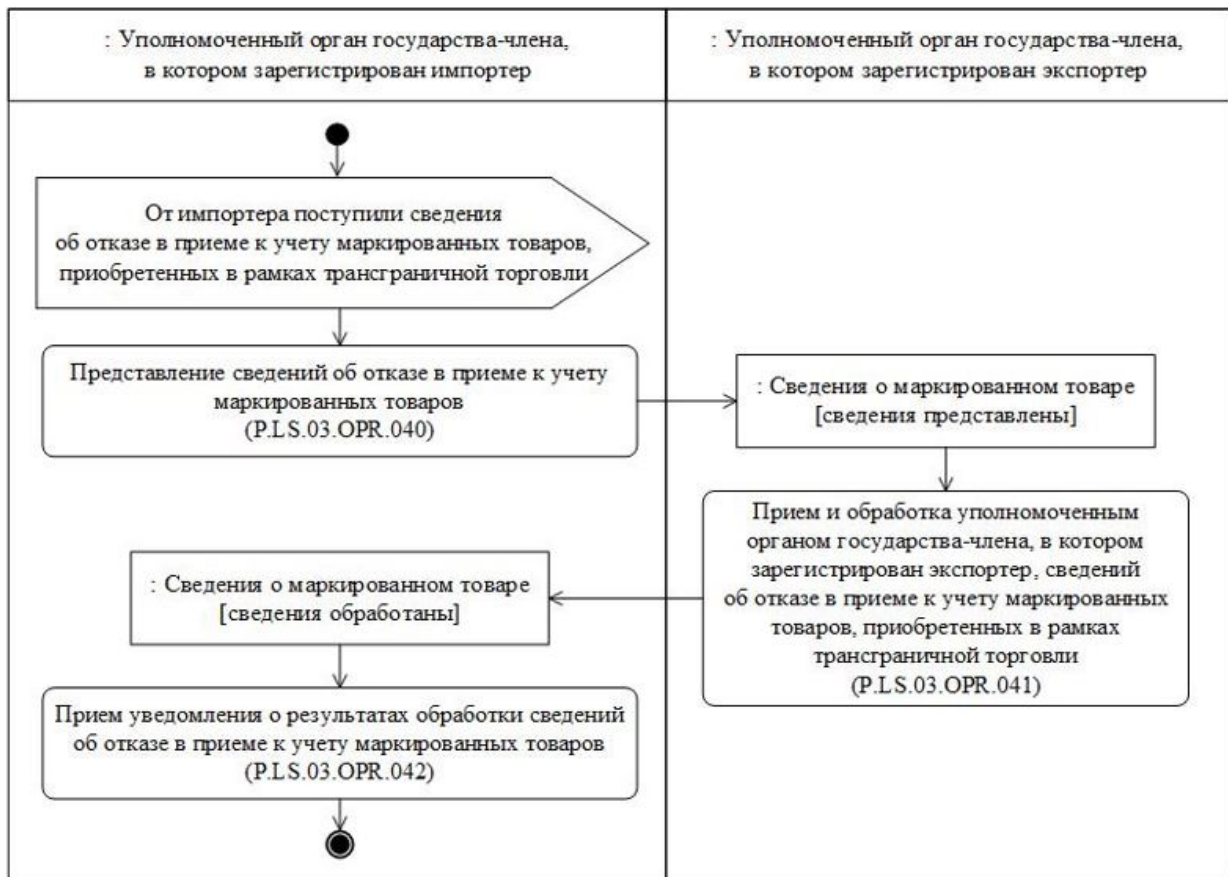 : Уполномоченный орган государства-члена,
в котором зарегистрирован импортер
: Уполномоченный орган государства-члена,
в котором зарегистрирован экспортер
От импортера поступили сведения
об отказе в приеме к учету маркированных товаров,
приобретенных в рамках трансграничной торговли
Представление сведений об отказе в приеме к учету
маркированных товаров
(P.LS.03.OPR.040)
: Сведения о маркированном товаре
[сведения представлены]
Прием и обработка уполномоченным
органом государства-члена, в котором
зарегистрирован экспортер, сведений
об отказе в приеме к учету маркированных
товаров, приобретенных в рамках
трансграничной торговли
(P.LS.03.OPR.041)
: Сведения о маркированном товаре
[сведения обработаны]
Прием уведомления о результатах обработки сведений
об отказе в приеме к учету маркированных товаров
(P.LS.03.OPR.042)